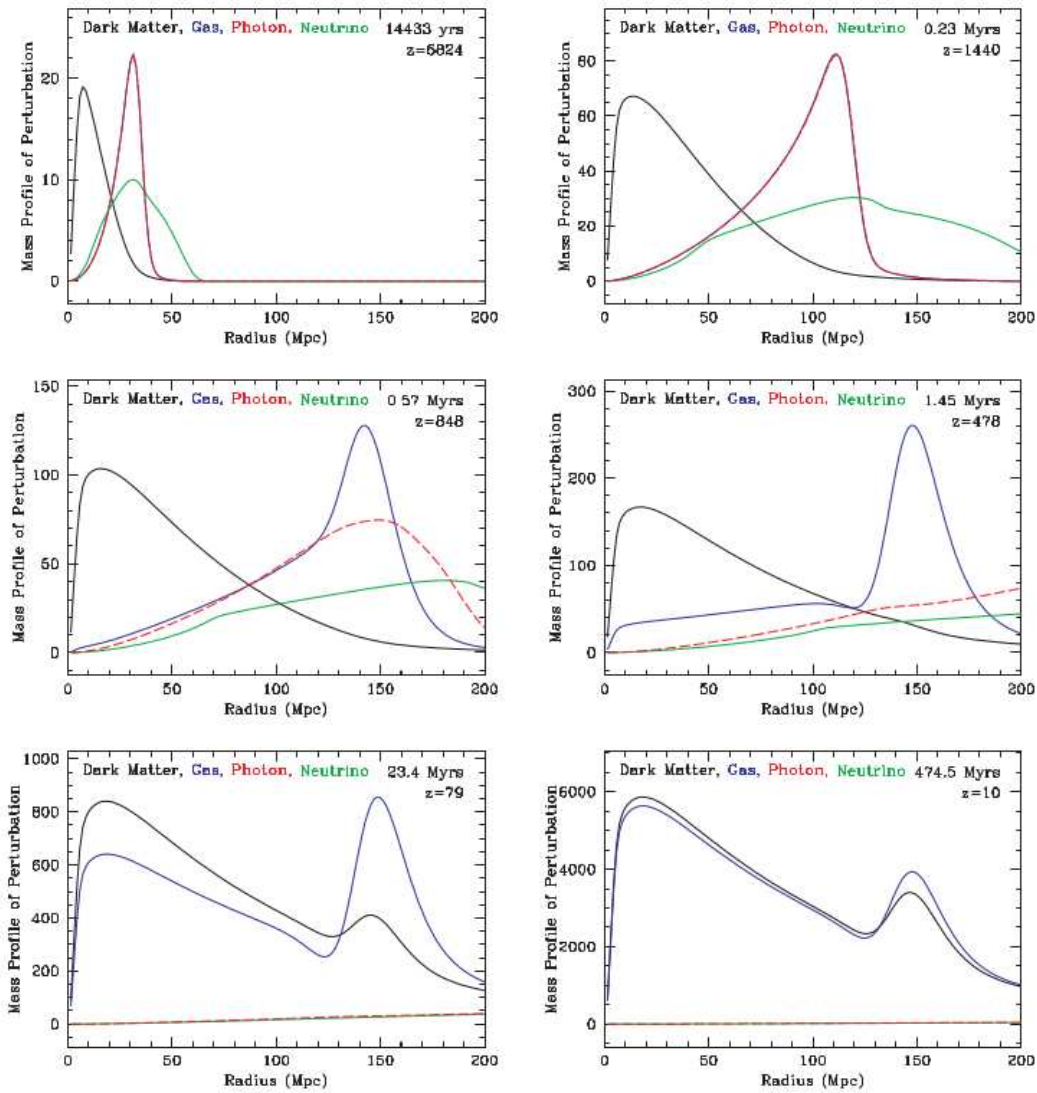 Dark Matter, Gas, Photon, Neutrino 14433 yrs
z=6824
20
10
0
Mass Profile of Perturbation
0 50 100 150 200
Radius (Mpc)
Dark Matter, Gas, Photon, Neutrino 0.23 Myrs
z=1440
80
60
40
20
0
Mass Profile of Perturbation
0 50 100 150 200
Radius (Mpc)
Dark Matter, Gas, Photon, Neutrino 0.57 Myrs
z=848
150
100
50
0
Mass Profile of Perturbation
0 50 100 150 200
Radius (Mpc)
Dark Matter, Gas, Photon, Neutrino 1.45 Myrs
z=478
300
200
100
0
Mass Profile of Perturbation
0 50 100 150 200
Radius (Mpc)
Dark Matter, Gas, Photon, Neutrino 23.4 Myrs
z=79
1000
800
600
400
200
0
Mass Profile of Perturbation
0 50 100 150 200
Radius (Mpc)
Dark Matter, Gas, Photon, Neutrino 474.5 Myrs
z=10
6000
4000
2000
0
Mass Profile of Perturbation
0 50 100 150 200
Radius (Mpc)